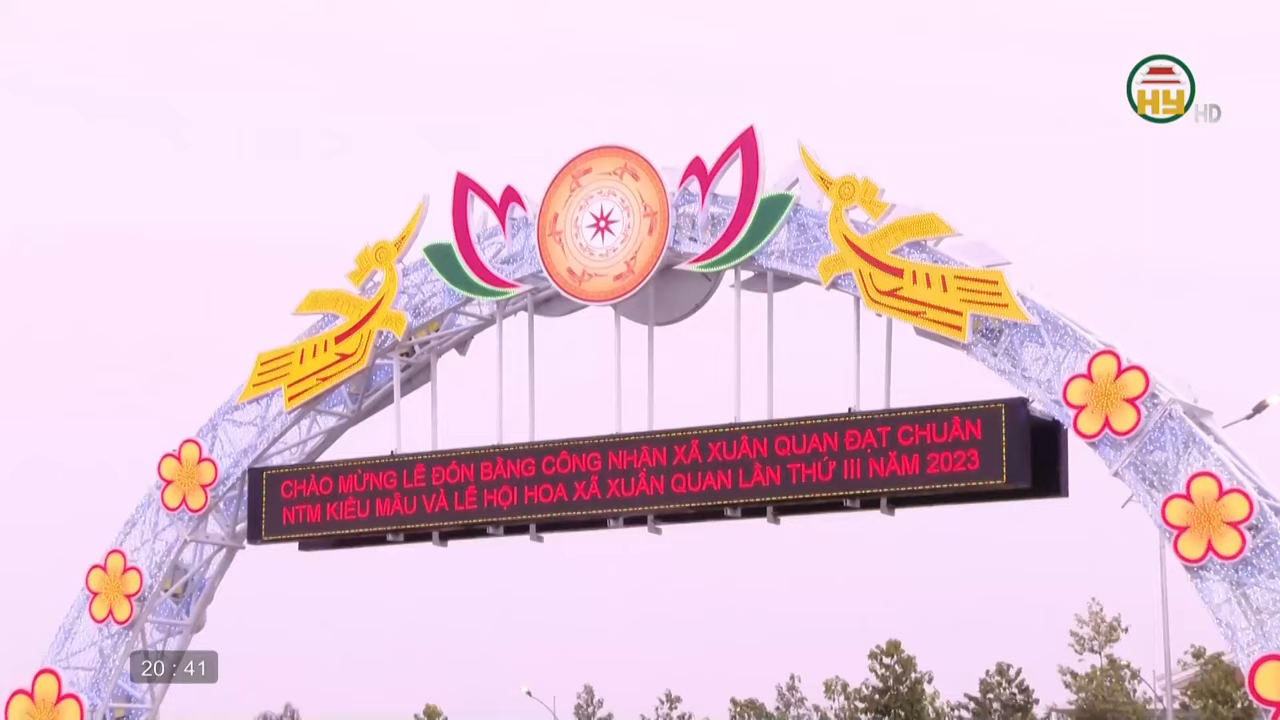 HY HD
CHÀO MỪNG LỄ ĐÓN BẰNG CÔNG NHẬN XÃ XUÂN QUAN ĐẠT CHUẨN
NTM KIỂU MẪU VÀ LỄ HỘI HOA XÃ XUÂN QUAN LẦN THỨ III NĂM 2023
20 : 41